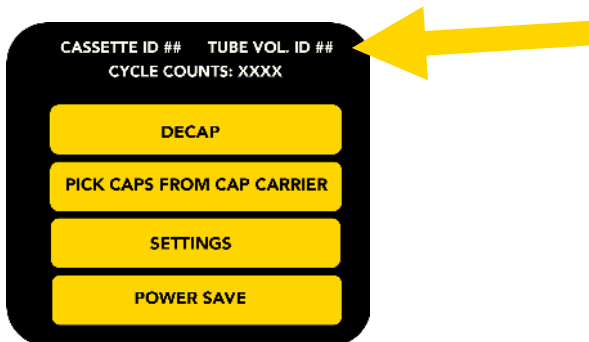 CASSETTE ID ## TUBE VOL. ID ##
CYCLE COUNTS: XXXX
DECAP
PICK CAPS FROM CAP CARRIER
SETTINGS
POWER SAVE